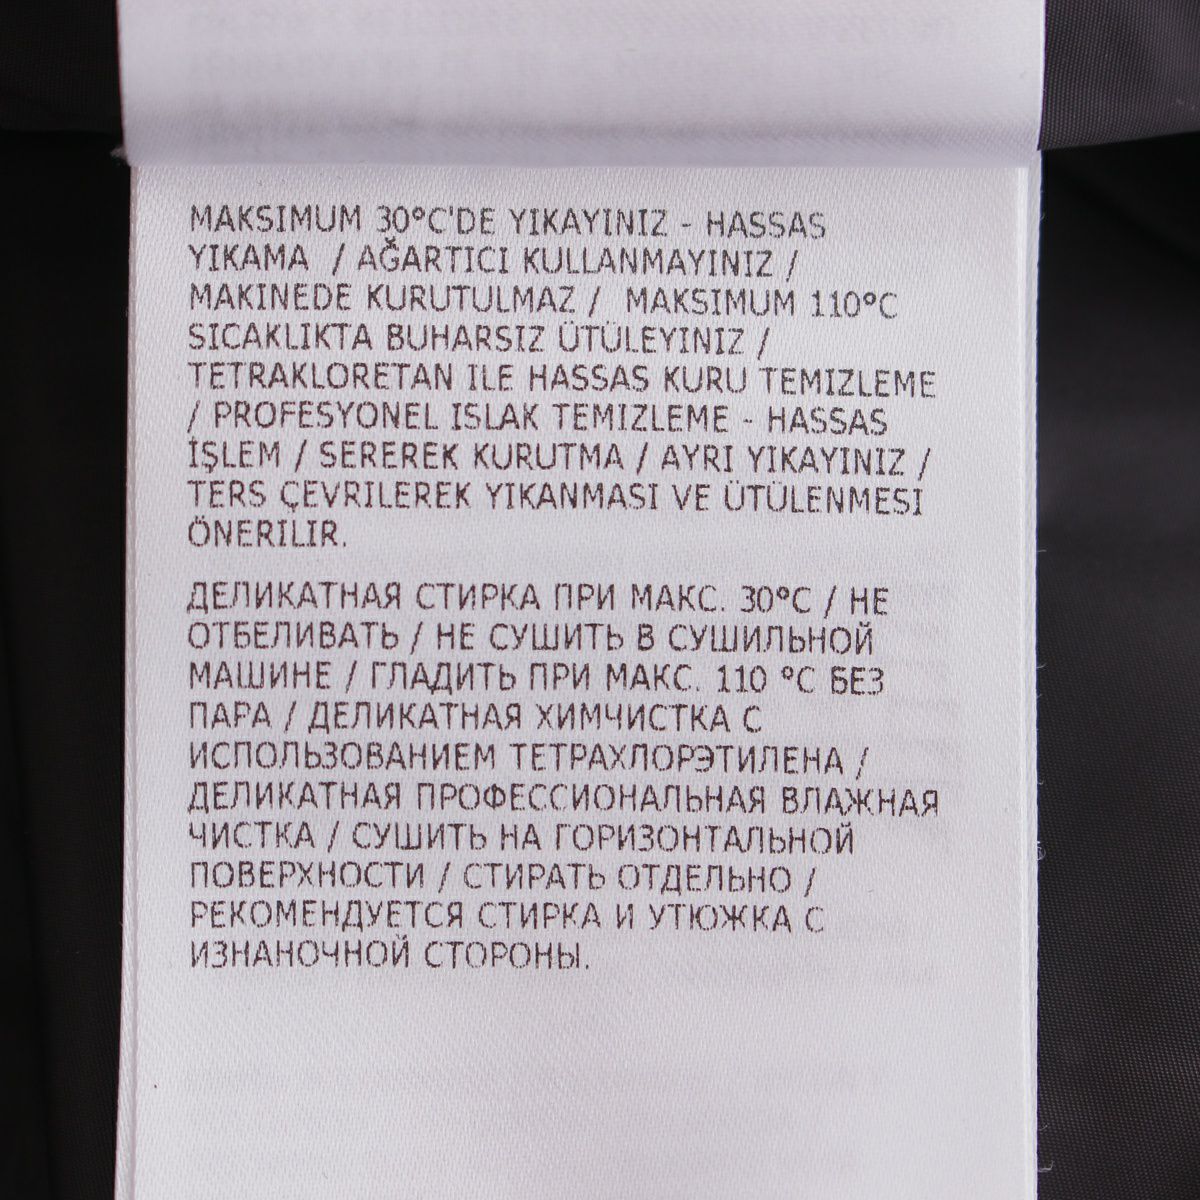 MAKSIMUM 30°C'DE YIKAYINIZ - HASSAS
YIKAMA / AĞARTICI KULLANMAYINIZ /
MAKINEDE KURUTULMAZ / MAKSIMUM 110°C
SICAKLIKTA BUHARSIZ ÜTÜLEYINIZ /
TETRAKLORETAN ILE HASSAS KURU TEMIZLEME
/ PROFESYONEL ISLAK TEMIZLEME - HASSAS
İŞLEM / SEREREK KURUTMA / AYRI YIKAYINIZ /
TERS ÇEVRILEREK YIKANMASI VE ÜTÜLENMESI
ÖNERILIR.
ДЕЛИКАТНАЯ СТИРКА ПРИ МАКС. 30°C / НЕ
ОТБЕЛИВАТЬ / НЕ СУШИТЬ В СУШИЛЬНОЙ
МАШИНЕ / ГЛАДИТЬ ПРИ МАКС. 110 °C БЕЗ
ПАРА / ДЕЛИКАТНАЯ ХИМЧИСТКА С
ИСПОЛЬЗОВАНИЕМ ТЕТРАХЛОРЭТИЛЕНА /
ДЕЛИКАТНАЯ ПРОФЕССИОНАЛЬНАЯ ВЛАЖНАЯ
ЧИСТКА / СУШИТЬ НА ГОРИЗОНТАЛЬНОЙ
ПОВЕРХНОСТИ / СТИРАТЬ ОТДЕЛЬНО /
РЕКОМЕНДУЕТСЯ СТИРКА И УТЮЖКА С
ИЗНАНОЧНОЙ СТОРОНЫ.